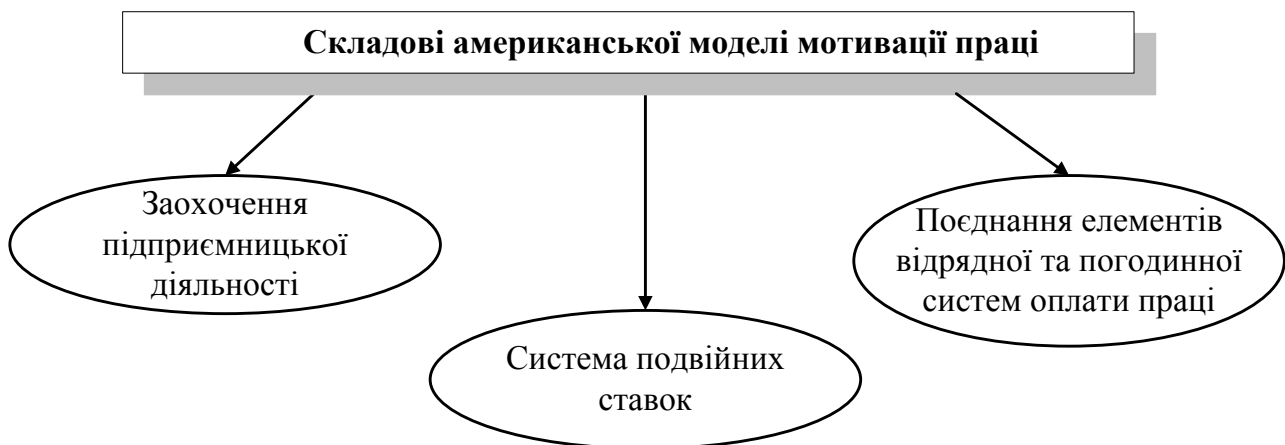 Складові американської моделі мотивації праці
Заохочення
підприємницької
діяльності
Система подвійних
ставок
Поєднання елементів
відрядної та погодинної
систем оплати праці